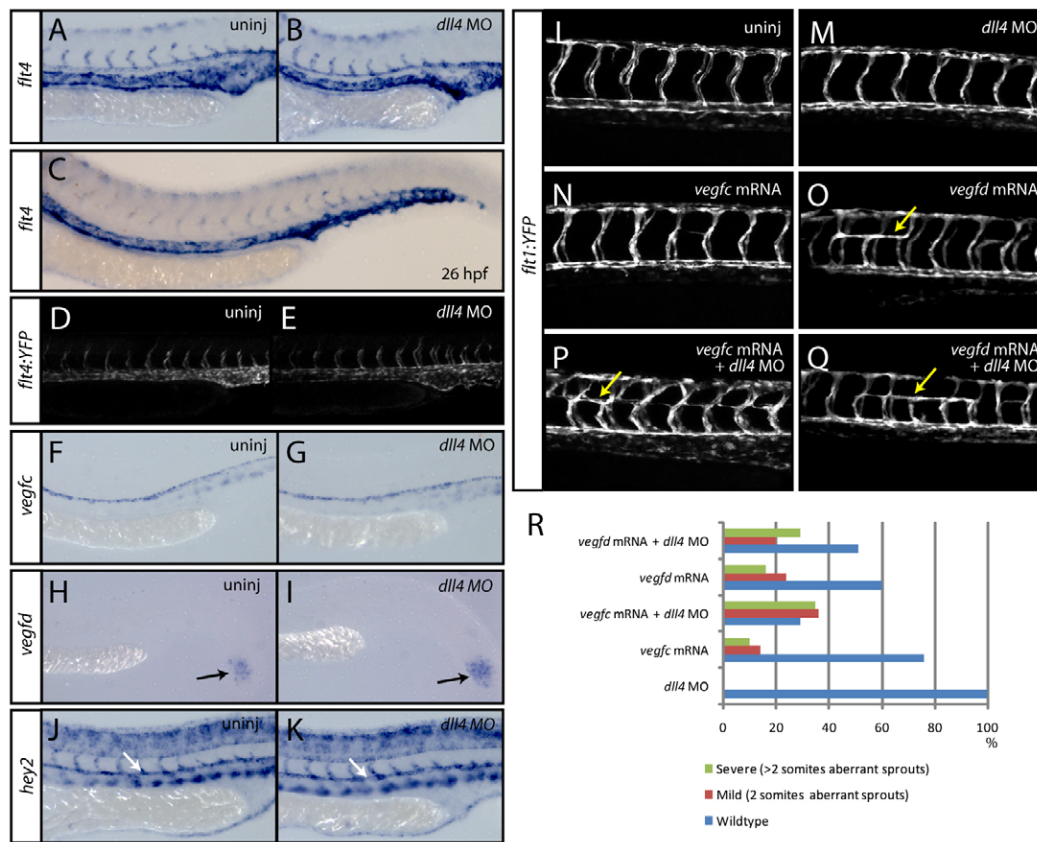 A
uninj
B
dll4 MO
flt4
C
flt4
26 hpf
D
uninj
E
dll4 MO
flt4:YFP
F
uninj
G
dll4 MO
vegfc
H
uninj
I
dll4 MO
vegfd
J
uninj
K
dll4 MO
hey2
L
uninj
M
dll4 MO
N
vegfc mRNA
O
vegfd mRNA
flt1:YFP
P
vegfc mRNA
+ dll4 MO
Q
vegfd mRNA
+ dll4 MO
R
vegfd mRNA + dll4 MO
vegfd mRNA
vegfc mRNA + dll4 MO
vegfc mRNA
dll4 MO
0 20 40 60 80 100
%
Severe (>2 somites aberrant sprouts)
Mild (2 somites aberrant sprouts)
Wildtype